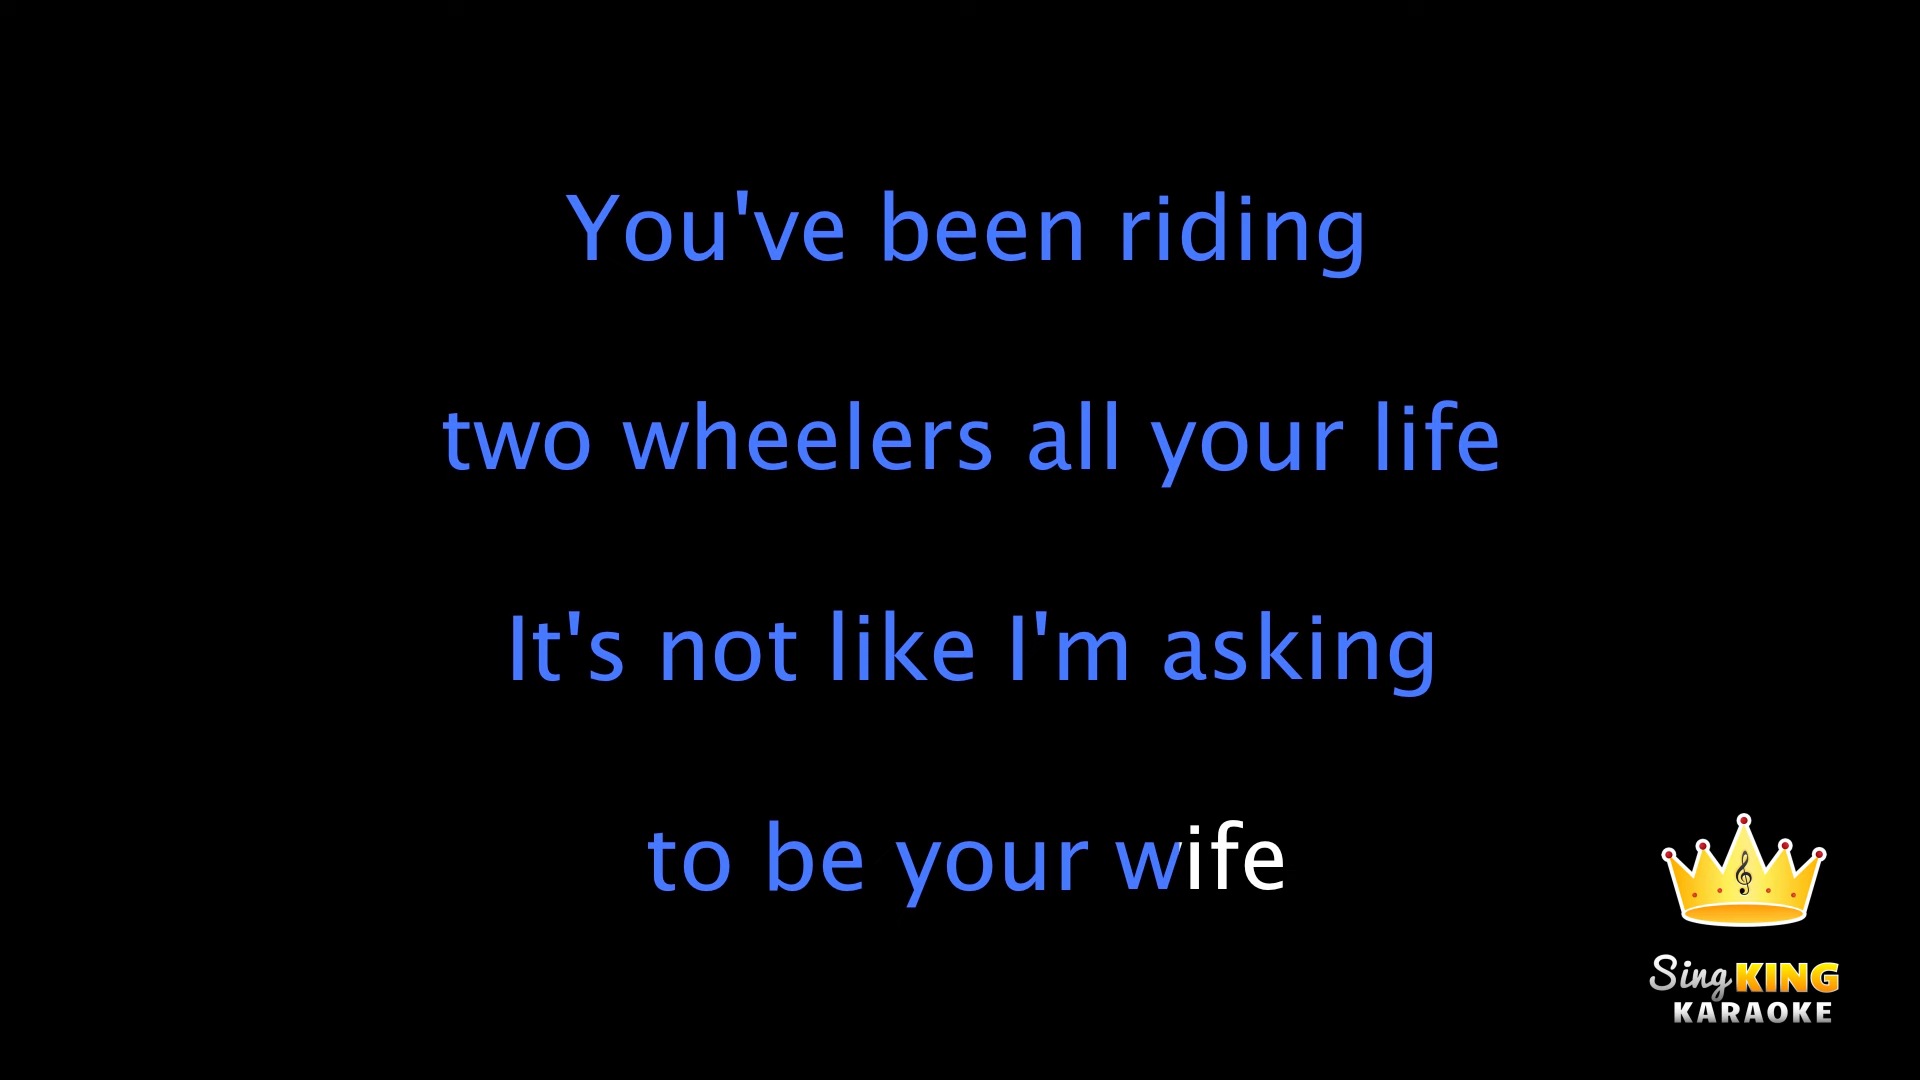 You've been riding
two wheelers all your life
It's not like I'm asking
to be your wife
Sing KING
KARAOKE